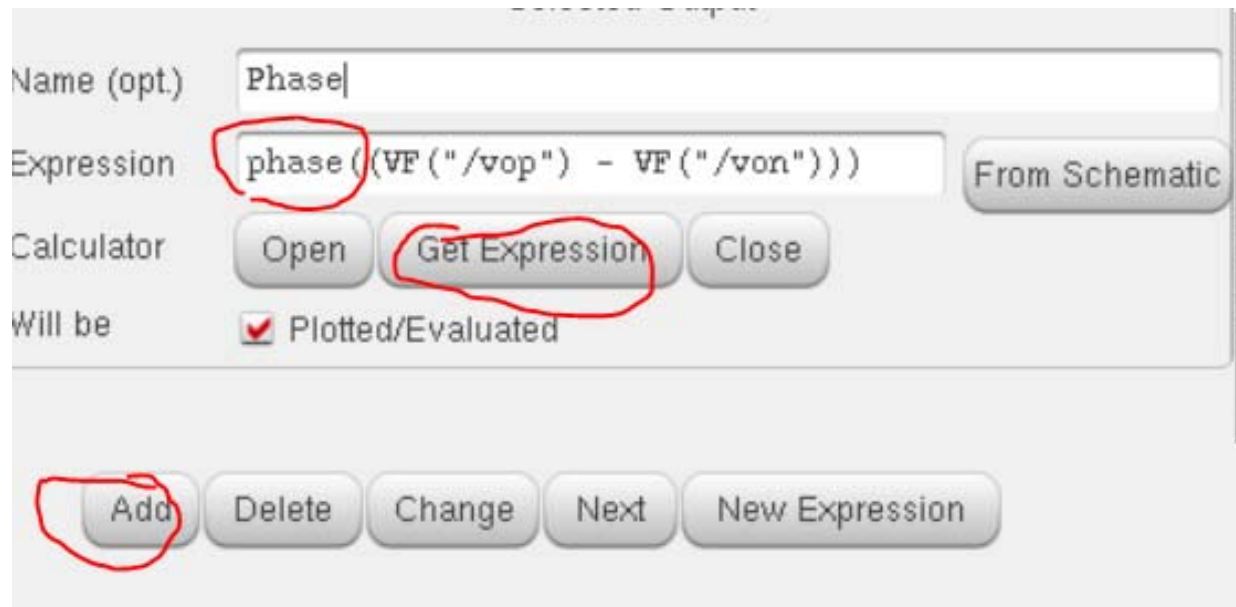 Name (opt.) Phase
Expression phase((VF("/vop") - VF("/von"))) From Schematic
Calculator Open Get Expression Close
Will be Plotted/Evaluated
Add Delete Change Next New Expression